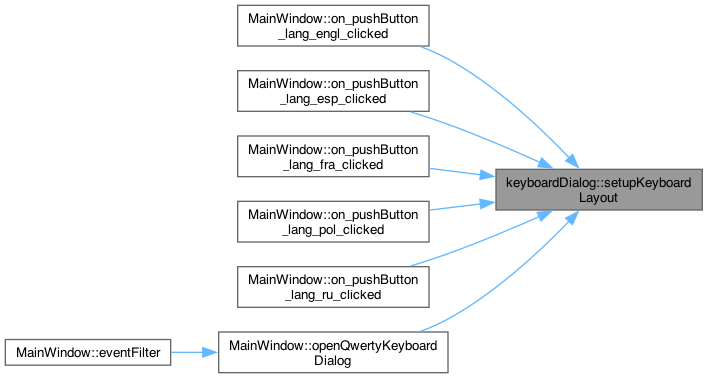 MainWindow::on_pushButton
_lang_engl_clicked
MainWindow::on_pushButton
_lang_esp_clicked
MainWindow::on_pushButton
_lang_fra_clicked
keyboardDialog::setupKeyboard
Layout
MainWindow::on_pushButton
_lang_pol_clicked
MainWindow::on_pushButton
_lang_ru_clicked
MainWindow::eventFilter
MainWindow::openQwertyKeyboard
Dialog